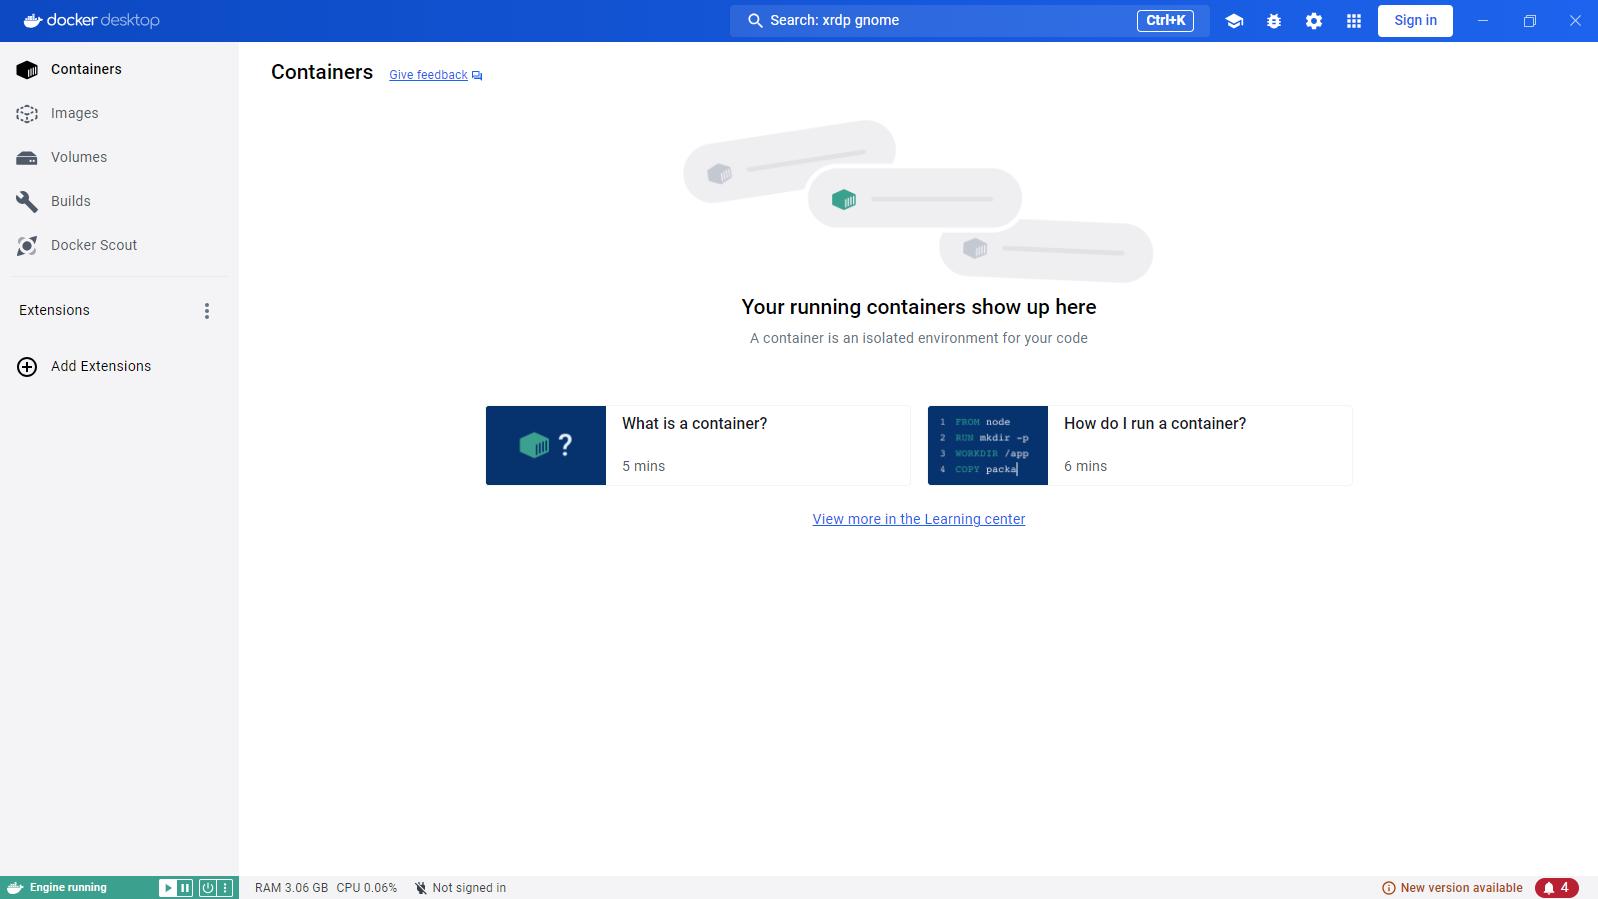 docker desktop
Search: xrdp gnome
Ctrl+K
Sign in
Containers
Images
Volumes
Builds
Docker Scout
Extensions
Add Extensions
Containers
Give feedback
Your running containers show up here
A container is an isolated environment for your code
?
What is a container?
5 mins
1 FROM node
2 RUN mkdir -p
3 WORKDIR /app
4 COPY packa
How do I run a container?
6 mins
View more in the Learning center
Engine running
RAM 3.06 GB CPU 0.06%
Not signed in
New version available
4